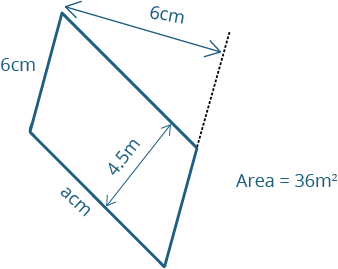 6cm
6cm
4.5m
acm
Area = 36m²